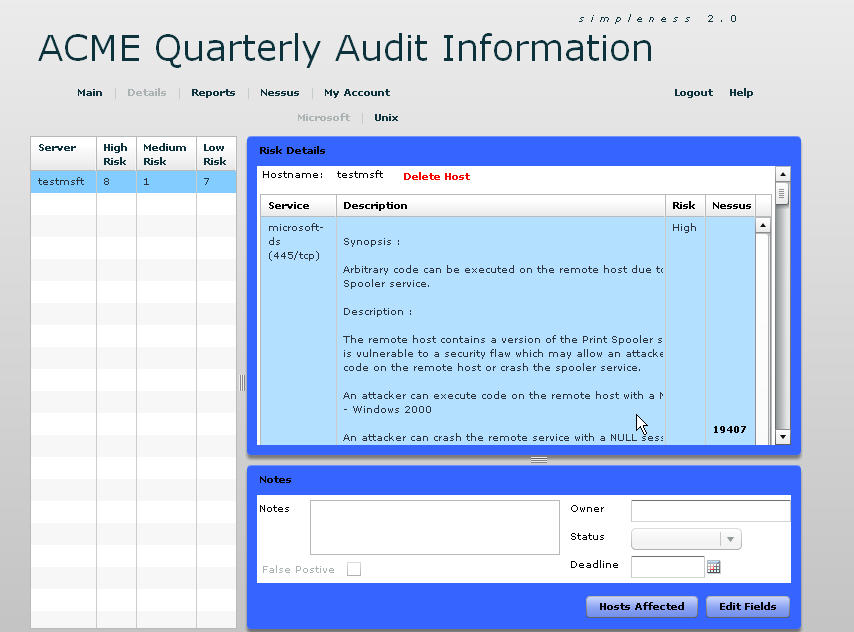 simpleness 2.0
ACME Quarterly Audit Information
Main Details Reports Nessus My Account Logout Help
Microsoft Unix
Server High Risk Medium Risk Low Risk
testmsft 8 1 7
Risk Details
Hostname: testmsft Delete Host
Service Description Risk Nessus
microsoft-
ds
(445/tcp)
High
Synopsis :
Arbitrary code can be executed on the remote host due to
Spooler service.
Description :
The remote host contains a version of the Print Spooler s
is vulnerable to a security flaw which may allow an attacke
code on the remote host or crash the spooler service.
An attacker can execute code on the remote host with a N
- Windows 2000
An attacker can crash the remote service with a NULL sess
19407
Notes
Notes
Owner
Status
Deadline
False Postive
Hosts Affected Edit Fields